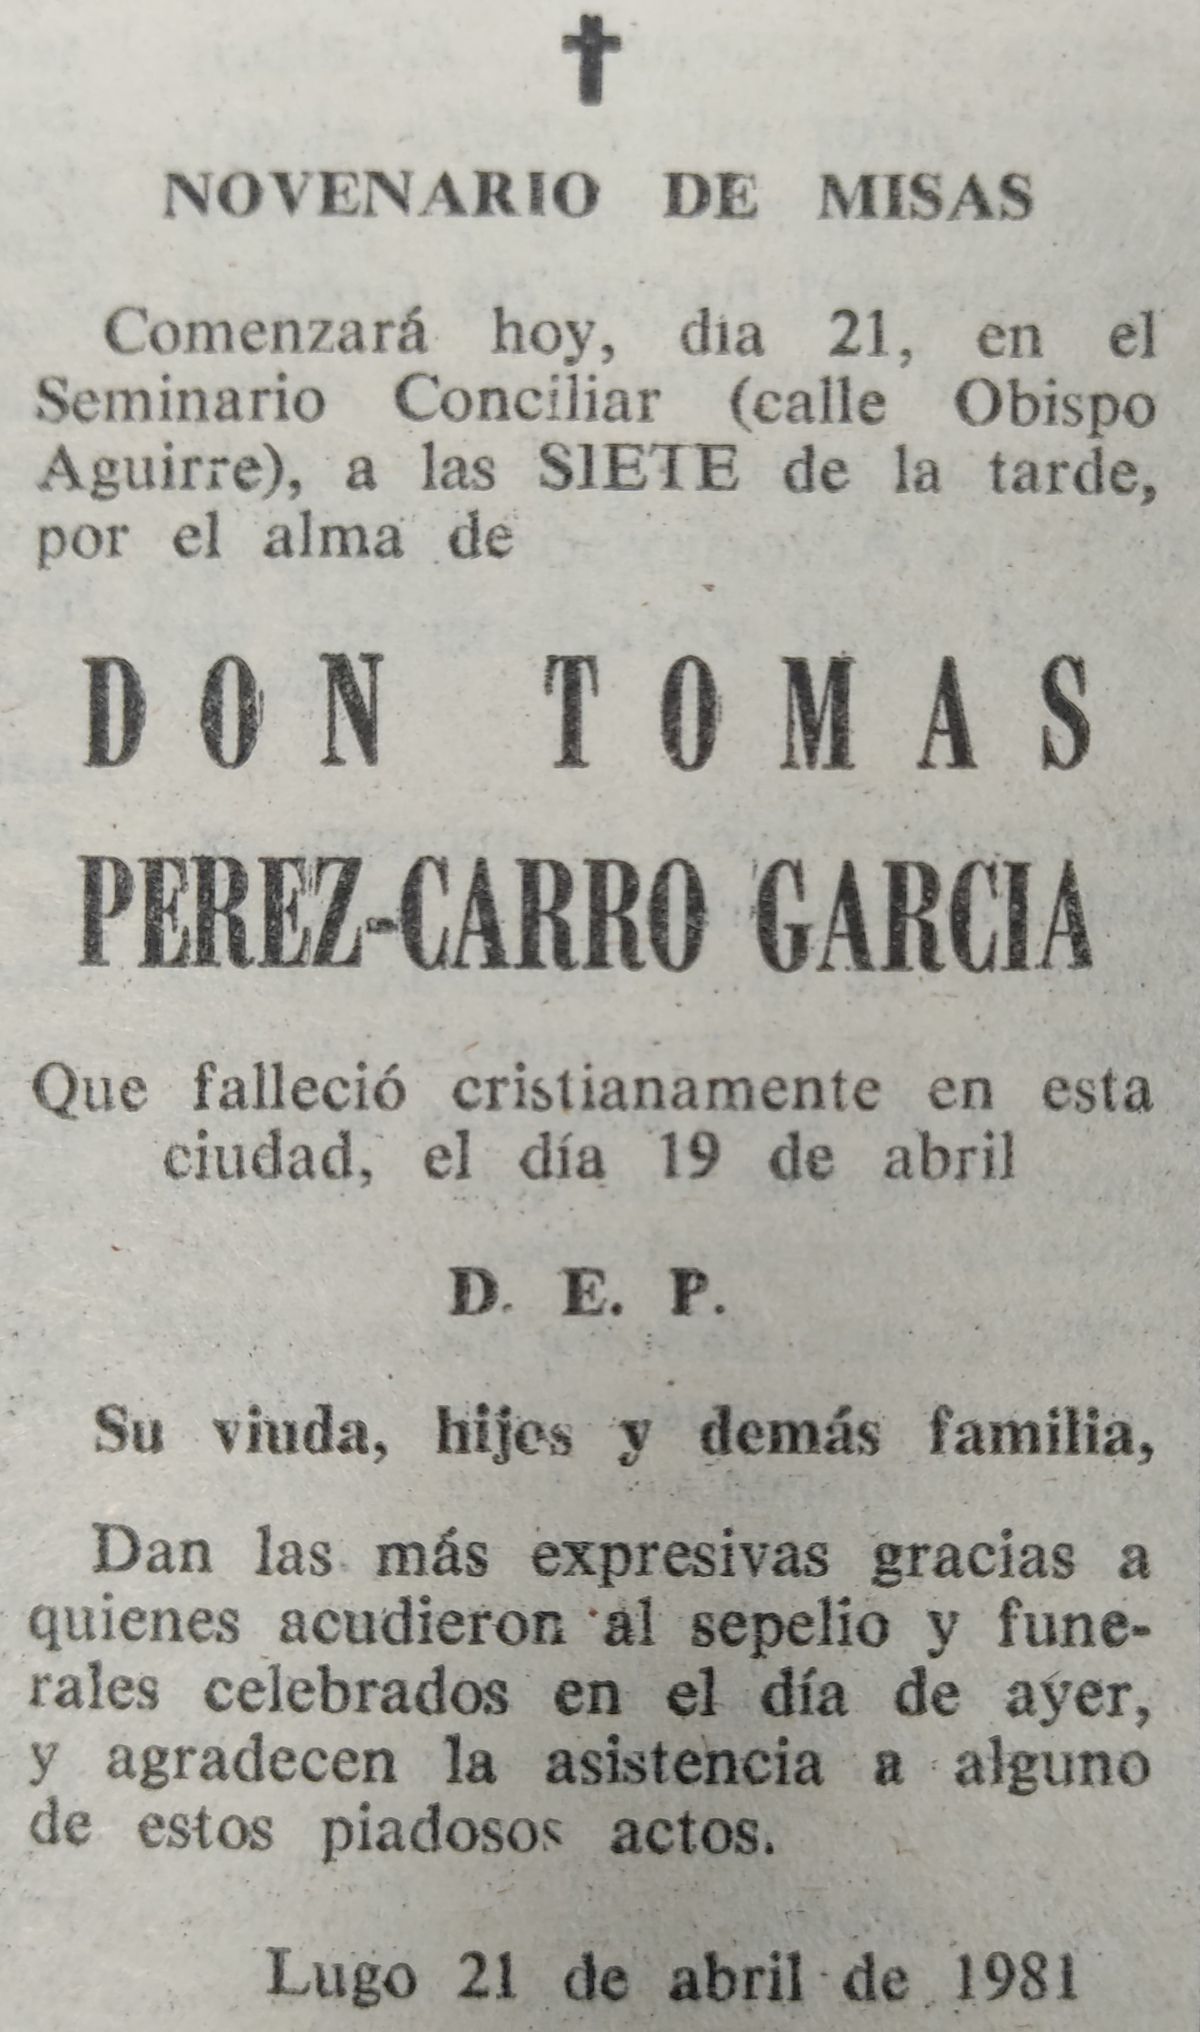 NOVENARIO DE MISAS
Comenzará hoy, dia 21, en el
Seminario Conciliar (calle Obispo
Aguirre), a las SIETE de la tarde,
por el alma de
DON TOMAS
PEREZ-CARRO GARCIA
Que falleció cristianamente en esta
ciudad, el día 19 de abril
D. E. P.
Su viuda, hijos y demás familia,
Dan las más expresivas gracias a
quienes acudieron al sepelio y fune-
rales celebrados en el día de ayer,
y agradecen la asistencia a alguno
de estos piadosos actos.
Lugo 21 de abril de 1981